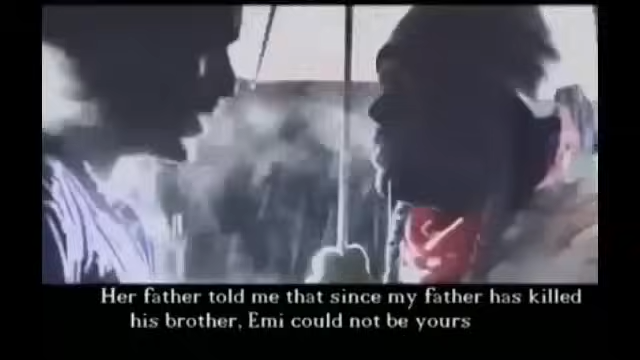 Her father told me that since my father has killed
his brother, Emi could not be yours